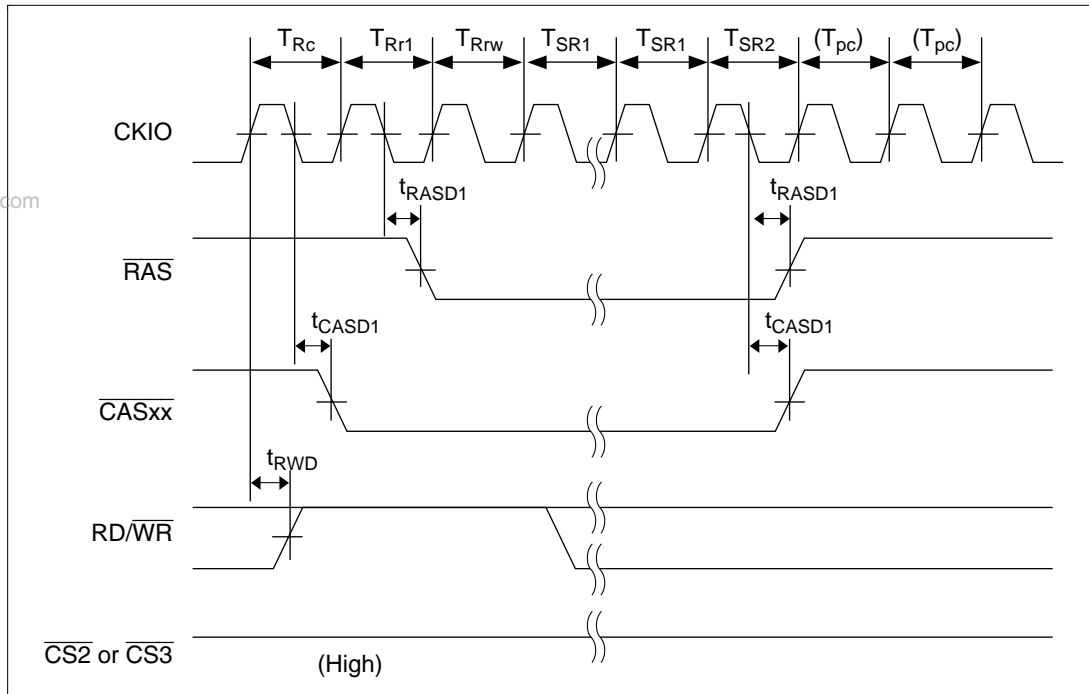 TRc TRr1 TRrw TSR1 TSR1 TSR2 (Tpc) (Tpc)
CKIO
com
tRASD1 tRASD1
RAS
tCASD1 tCASD1
CASxx
tRWD
RD/WR
CS2 or CS3
(High)